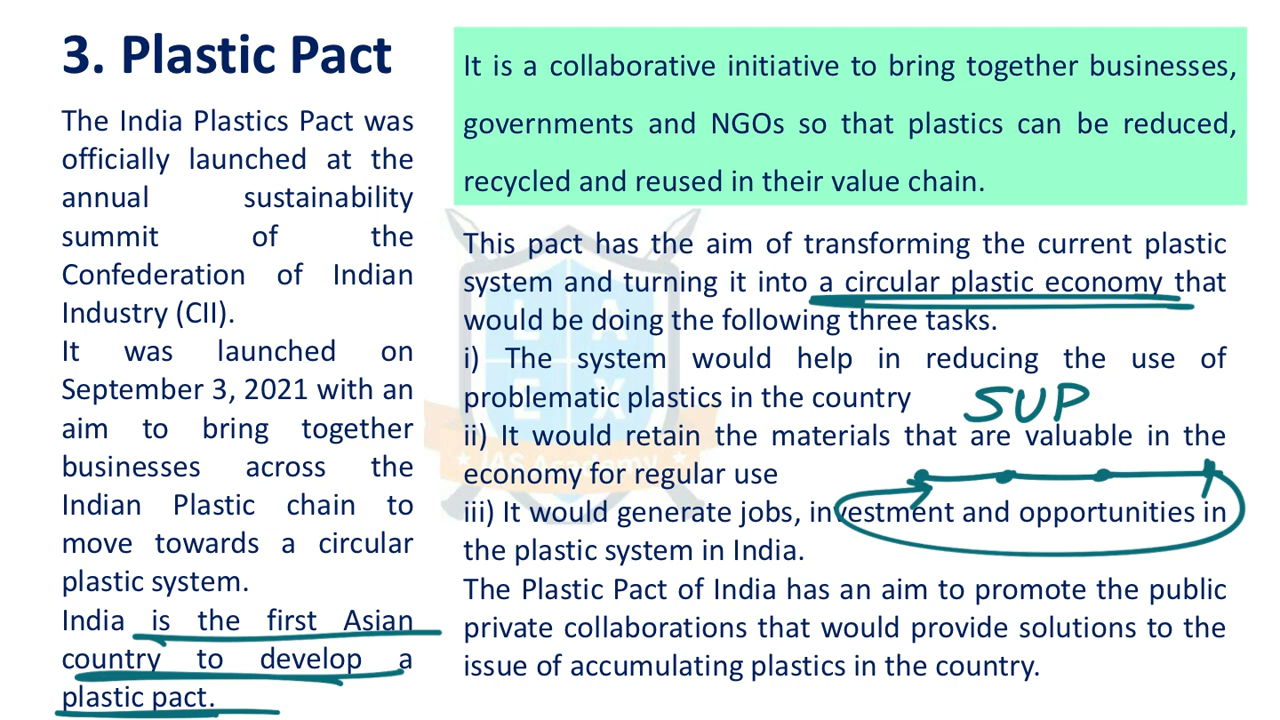 3. Plastic Pact
The India Plastics Pact was
officially launched at the
annual sustainability
summit of the
Confederation of Indian
Industry (CII).
It was launched on
September 3, 2021 with an
aim to bring together
businesses across the
Indian Plastic chain to
move towards a circular
plastic system.
India is the first Asian
country to develop a
plastic pact.
It is a collaborative initiative to bring together businesses,
governments and NGOs so that plastics can be reduced,
recycled and reused in their value chain.
This pact has the aim of transforming the current plastic
system and turning it into a circular plastic economy that
would be doing the following three tasks.
i) The system would help in reducing the use of
problematic plastics in the country
SUP
ii) It would retain the materials that are valuable in the
economy for regular use
iii) It would generate jobs, investment and opportunities in
the plastic system in India.
The Plastic Pact of India has an aim to promote the public
private collaborations that would provide solutions to the
issue of accumulating plastics in the country.
L A
E X
IAS Academy